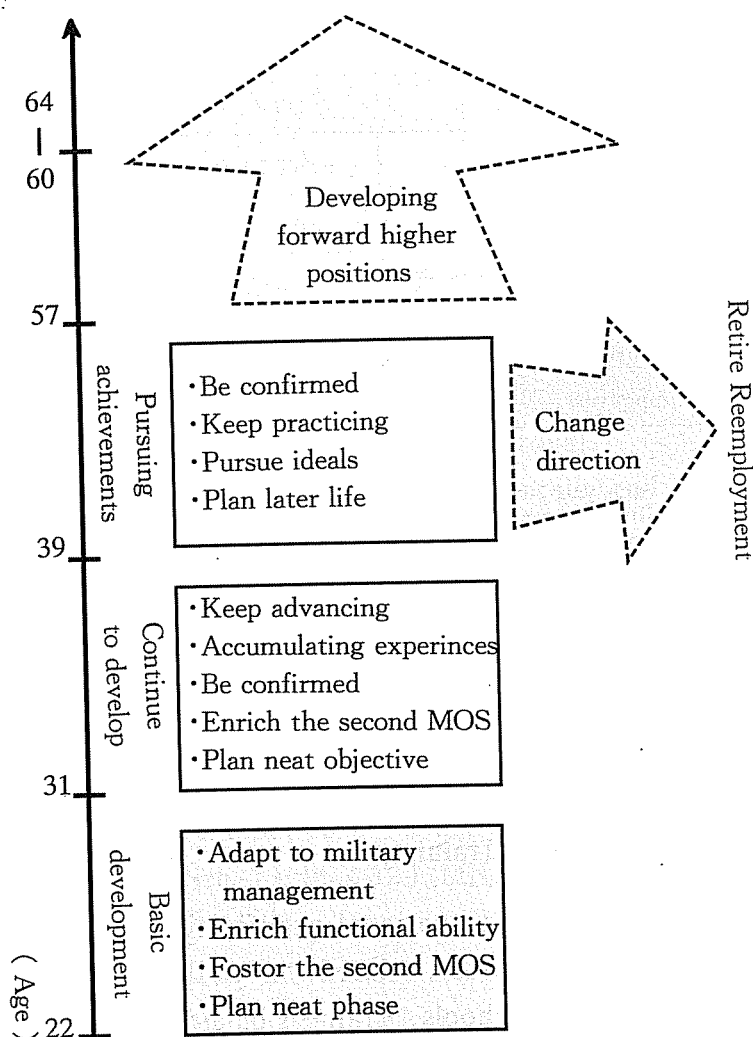 64
60
Developing
forward higher
positions
57
Pursuing
achievements
·Be confirmed
·Keep practicing
·Pursue ideals
·Plan later life
Change
direction
Retire Reemployment
39
Continue
to develop
·Keep advancing
·Accumulating experinces
·Be confirmed
·Enrich the second MOS
·Plan neat objective
31
Basic
development
·Adapt to military
management
·Enrich functional ability
·Fostor the second MOS
·Plan neat phase
( Age )
22